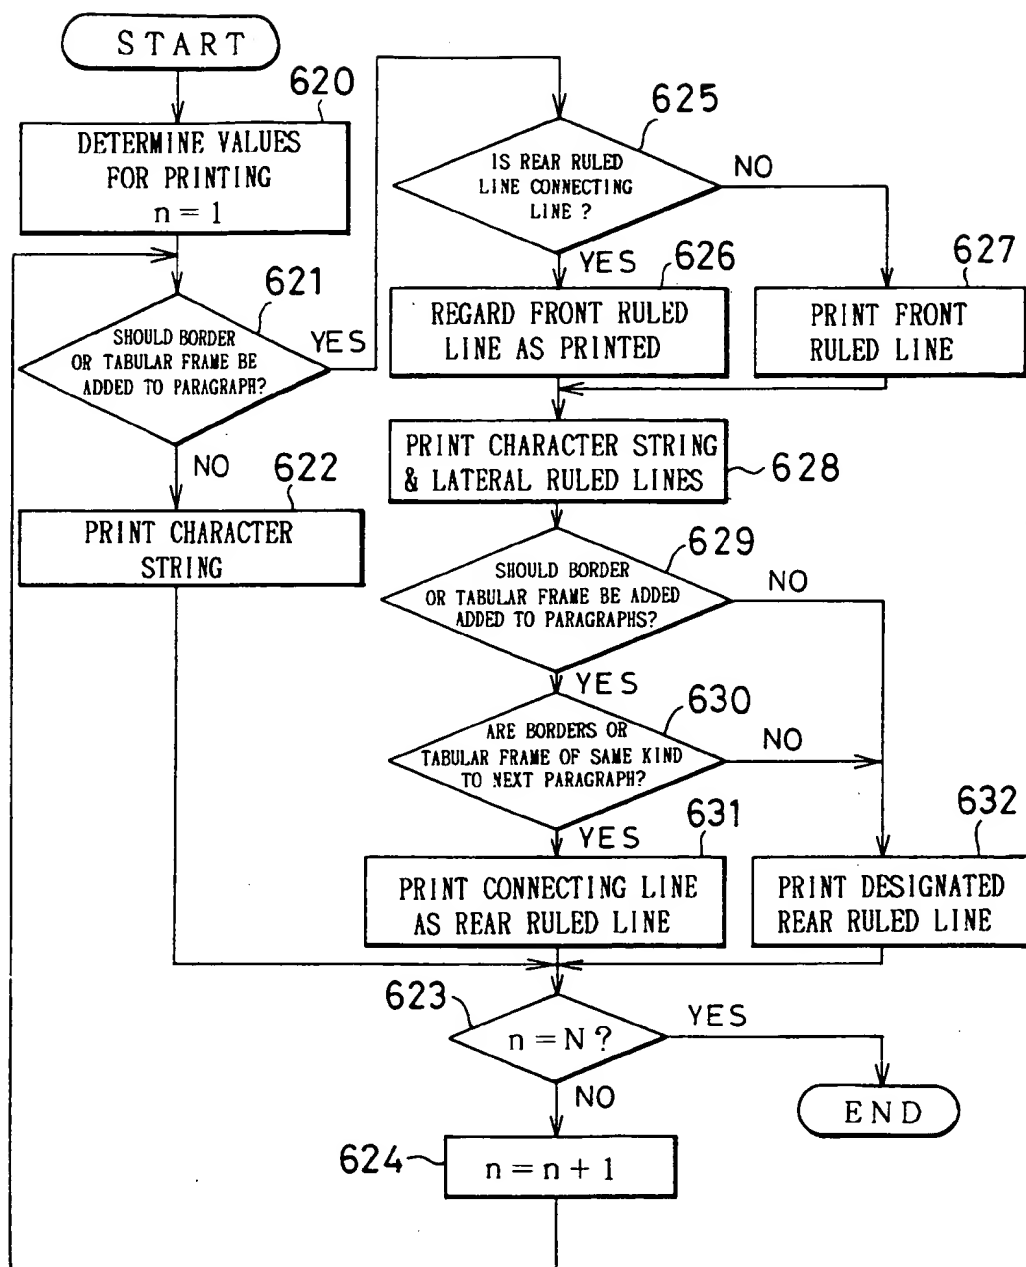 START
620
DETERMINE VALUES
FOR PRINTING
n = 1
621
SHOULD BORDER
OR TABULAR FRAME BE
ADDED TO PARAGRAPH?
YES
NO
622
PRINT CHARACTER
STRING
625
IS REAR RULED
LINE CONNECTING
LINE ?
NO
YES
626
REGARD FRONT RULED
LINE AS PRINTED
627
PRINT FRONT
RULED LINE
PRINT CHARACTER STRING
& LATERAL RULED LINES
628
629
SHOULD BORDER
OR TABULAR FRAME BE ADDED
ADDED TO PARAGRAPHS?
NO
YES
630
ARE BORDERS OR
TABULAR FRAME OF SAME KIND
TO NEXT PARAGRAPH?
NO
YES
631
PRINT CONNECTING LINE
AS REAR RULED LINE
632
PRINT DESIGNATED
REAR RULED LINE
623
n = N ?
YES
NO
END
624
n = n + 1